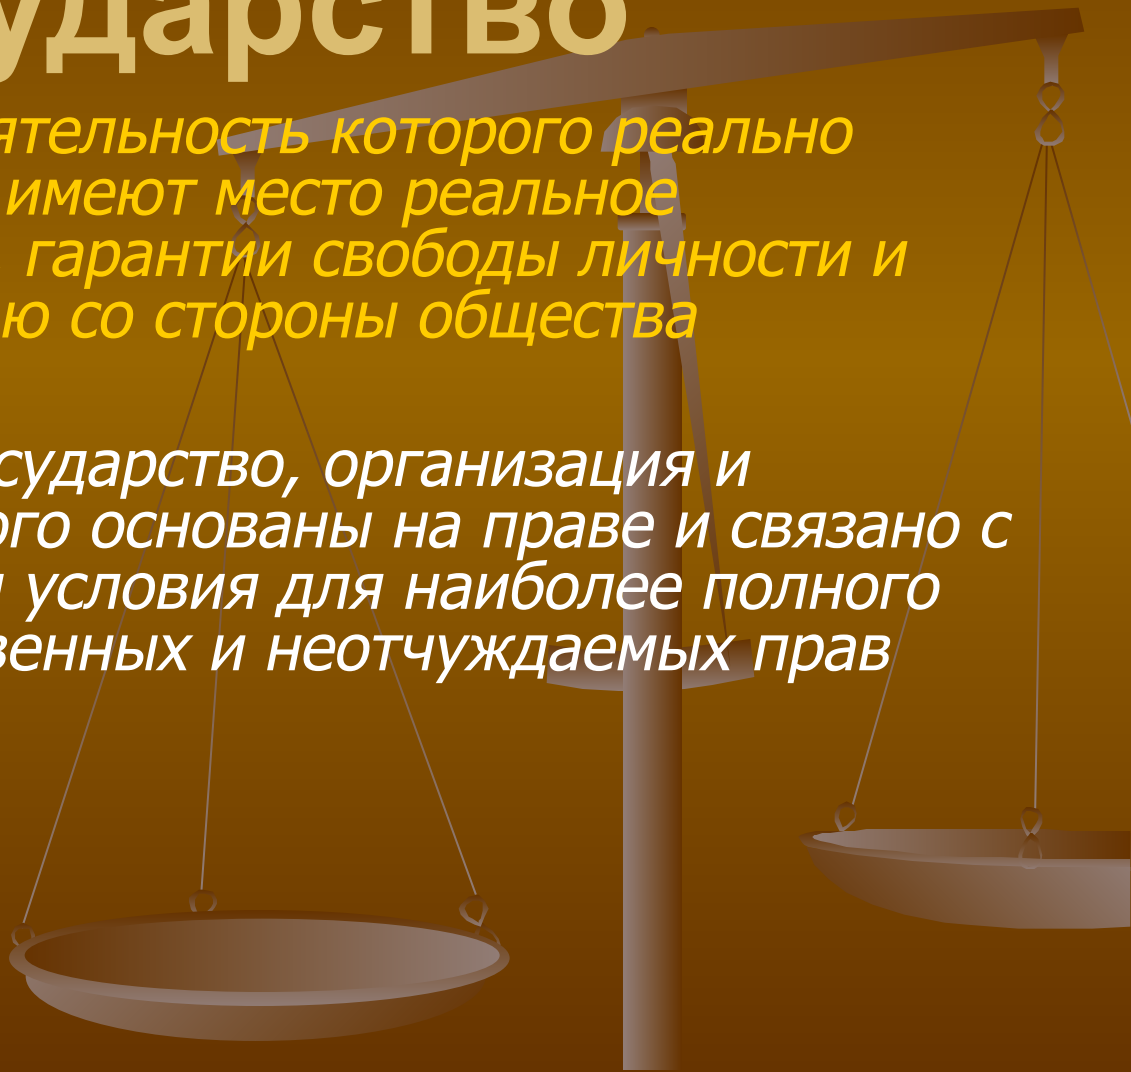 ударство
ятельность которого реально
имеют место реальное
гарантии свободы личности и
ю со стороны общества
сударство, организация и
ого основаны на праве и связано с
условия для наиболее полного
венных и неотчуждаемых прав